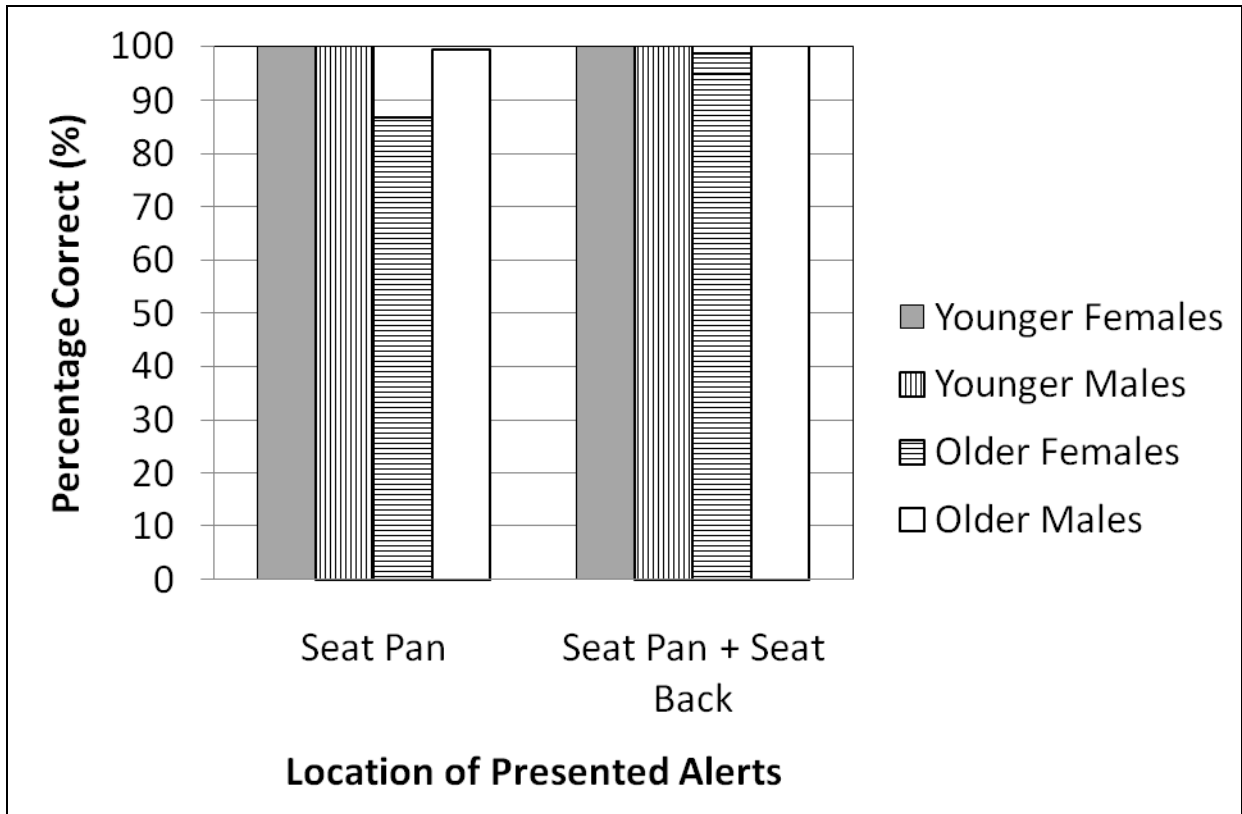 100
90
80
70
60
50
40
30
20
10
0
Percentage Correct (%)
Seat Pan
Seat Pan + Seat
Back
Location of Presented Alerts
Younger Females
Younger Males
Older Females
Older Males